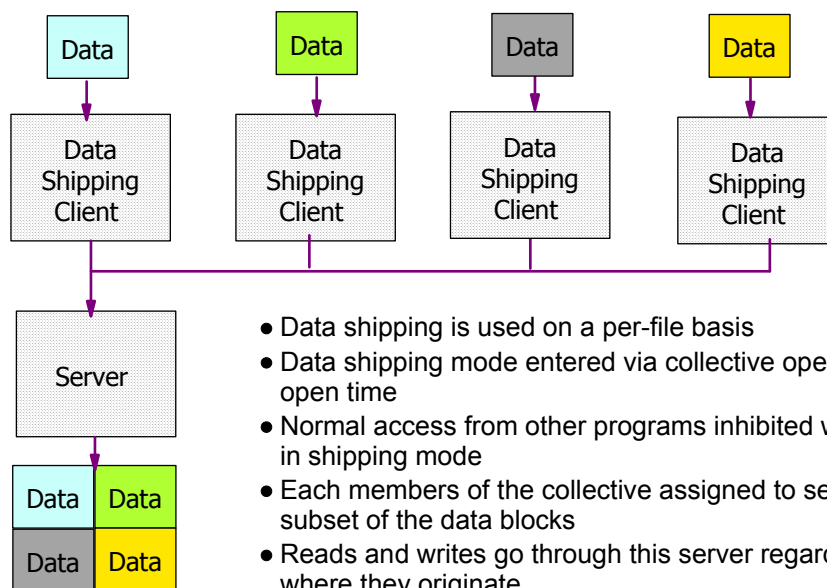 Data
Data
Data
Data
Data
Shipping
Client
Data
Shipping
Client
Data
Shipping
Client
Data
Shipping
Client
Server
Data
Data
Data
Data
● Data shipping is used on a per-file basis
● Data shipping mode entered via collective
open time
● Normal access from other programs inhibited
in shipping mode
● Each members of the collective assigned to
subset of the data blocks
● Reads and writes go through this server
where they originate